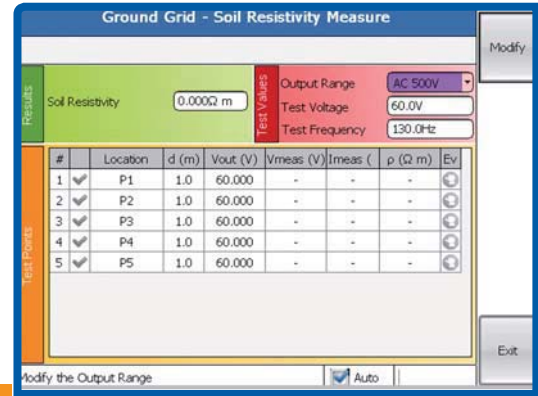 Ground Grid - Soil Resistivity Measure
Modify
Results
Soil Resistivity 0.000Ω m
Test Values
Output Range AC 500V
Test Voltage 60.0V
Test Frequency 130.0Hz
Test Points
# Location d (m) Vout (V) Vmeas (V) Imeas ( ρ (Ω m) Ev
1 P1 1.0 60.000 - - -
2 P2 1.0 60.000 - - -
3 P3 1.0 60.000 - - -
4 P4 1.0 60.000 - - -
5 P5 1.0 60.000 - - -
Exit
Modify the Output Range Auto